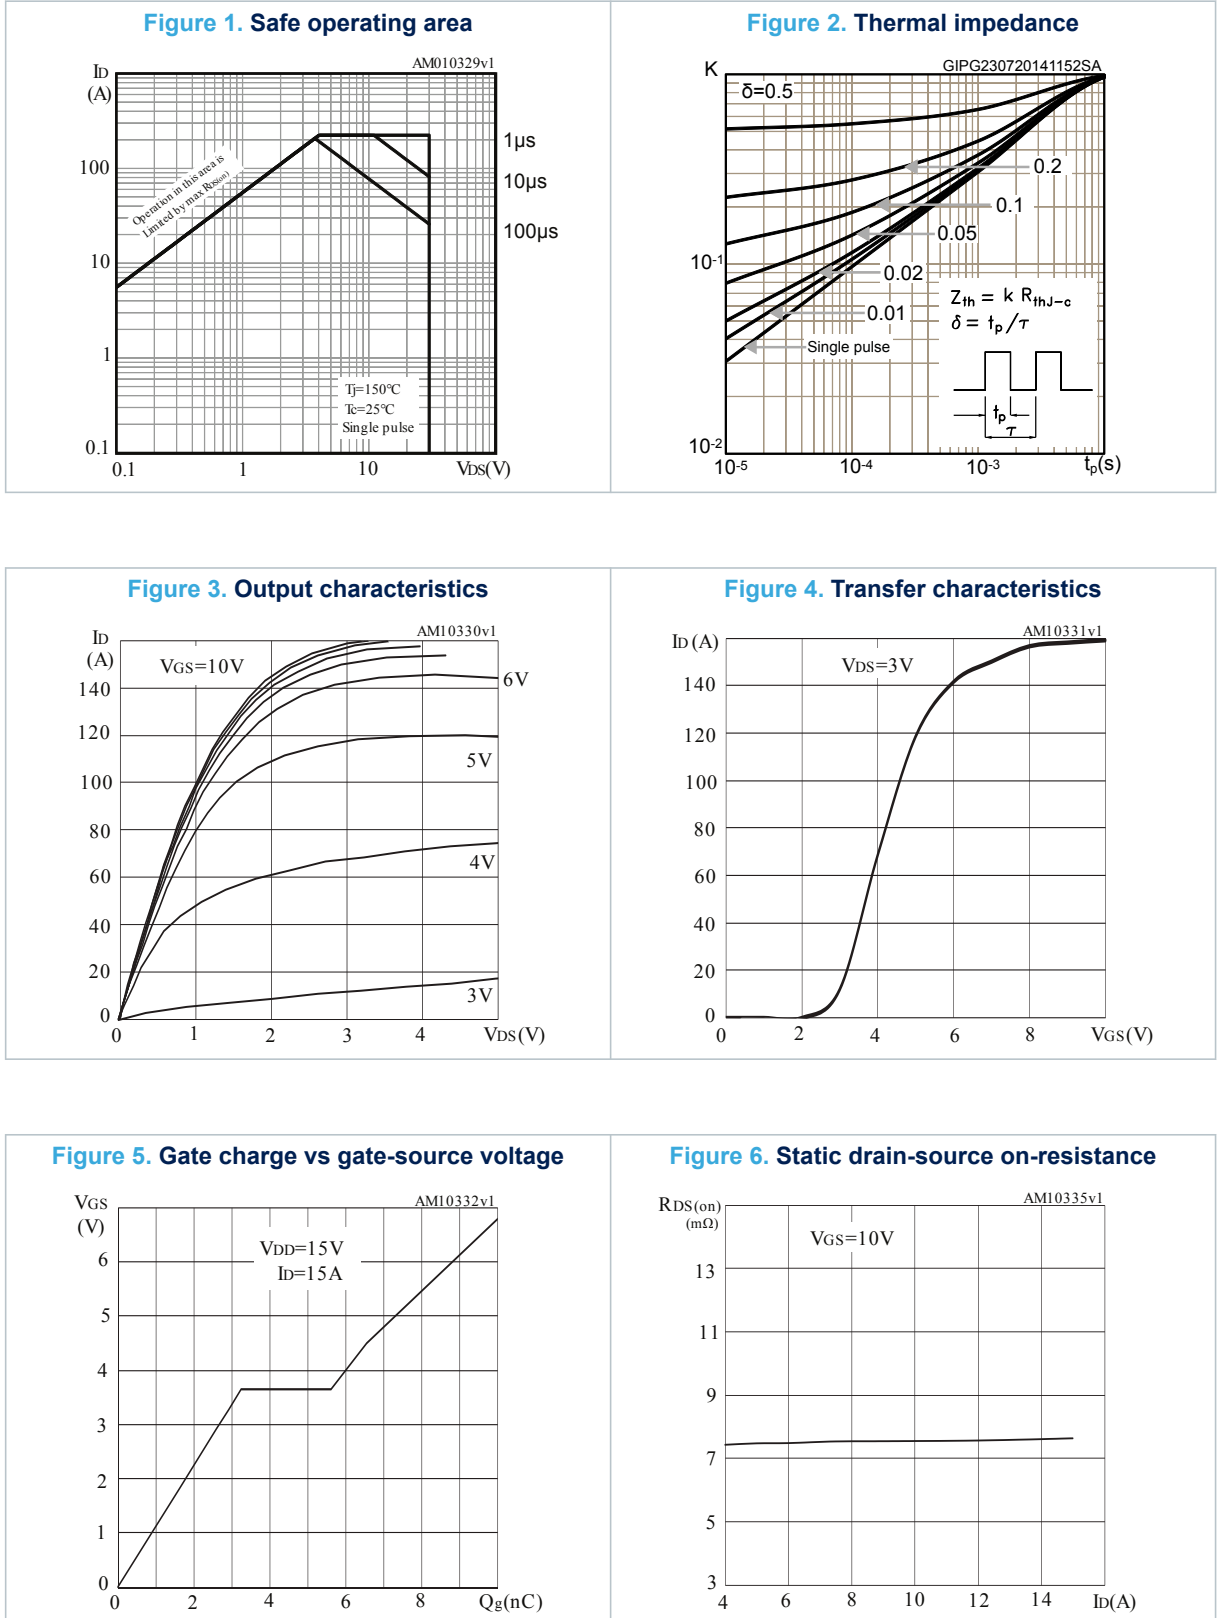 Figure 1. Safe operating area
ID
(A)
AM010329v1
100
10
1
0.1
Operation in this area is
Limited by max RDS(on)
1µs
10µs
100µs
Tj=150°C
Tc=25°C
Single pulse
0.1
1
10
VDS(V)
Figure 2. Thermal impedance
K
GIPG230720141152SA
δ=0.5
0.2
0.1
0.05
0.02
0.01
Single pulse
10-1
10-2
Zth = k RthJ-c
δ = tp/τ
tp
τ
10-5
10-4
10-3
tp(s)
Figure 3. Output characteristics
ID
(A)
AM10330v1
VGS=10V
140
120
100
80
60
40
20
0
6V
5V
4V
3V
0
1
2
3
4
VDS(V)
Figure 4. Transfer characteristics
ID(A)
AM10331v1
VDS=3V
140
120
100
80
60
40
20
0
0
2
4
6
8
VGS(V)
Figure 5. Gate charge vs gate-source voltage
VGS
(V)
AM10332v1
VDD=15V
ID=15A
6
5
4
3
2
1
0
0
2
4
6
8
Qg(nC)
Figure 6. Static drain-source on-resistance
RDS(on)
(mΩ)
AM10335v1
VGS=10V
13
11
9
7
5
3
4
6
8
10
12
14
ID(A)